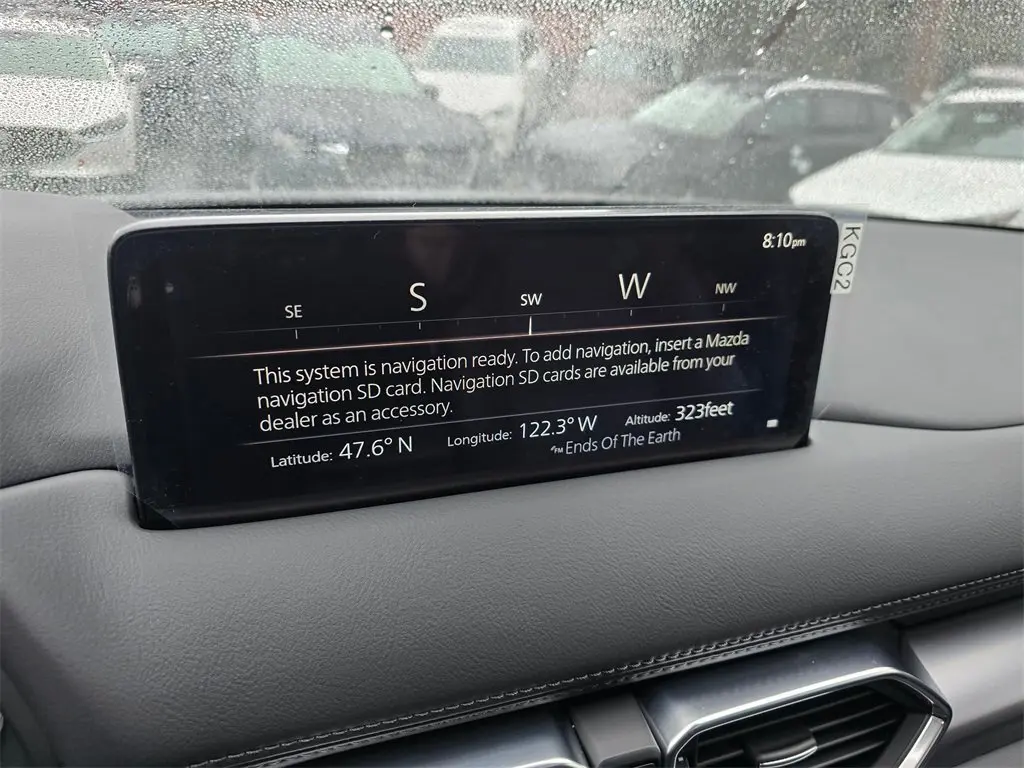 8:10pm
KGC2
SE S SW W NW
This system is navigation ready. To add navigation, insert a Mazda
navigation SD card. Navigation SD cards are available from your
dealer as an accessory.
Latitude: 47.6° N Longitude: 122.3° W Altitude: 323feet
FM Ends Of The Earth